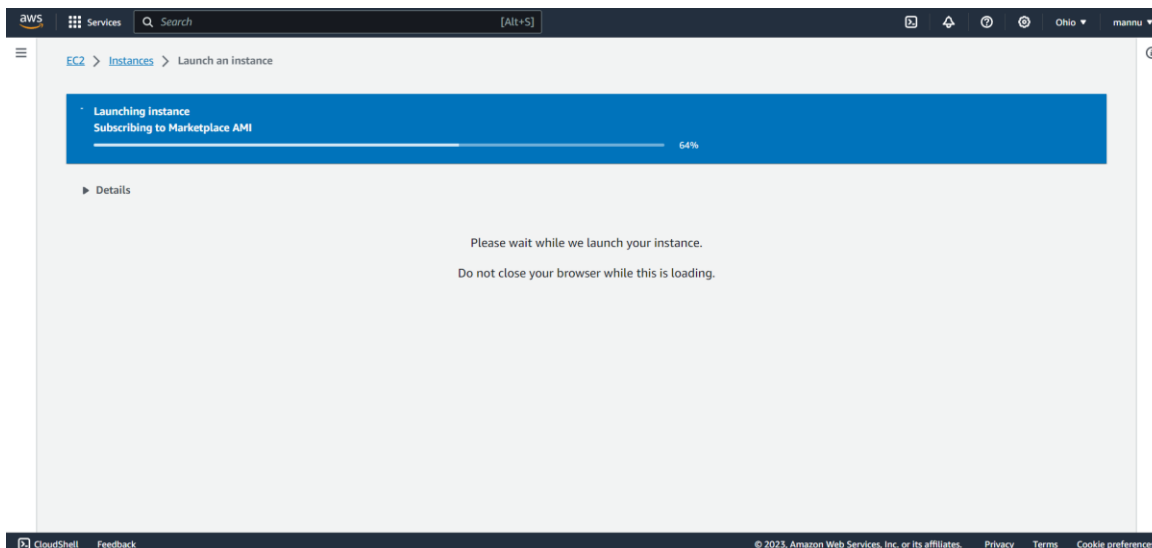 aws Services Search [Alt+S] Ohio mannu
EC2 > Instances > Launch an instance
Launching instance
Subscribing to Marketplace AMI
64%
Details
Please wait while we launch your instance.
Do not close your browser while this is loading.
CloudShell Feedback © 2023, Amazon Web Services, Inc. or its affiliates. Privacy Terms Cookie preferences